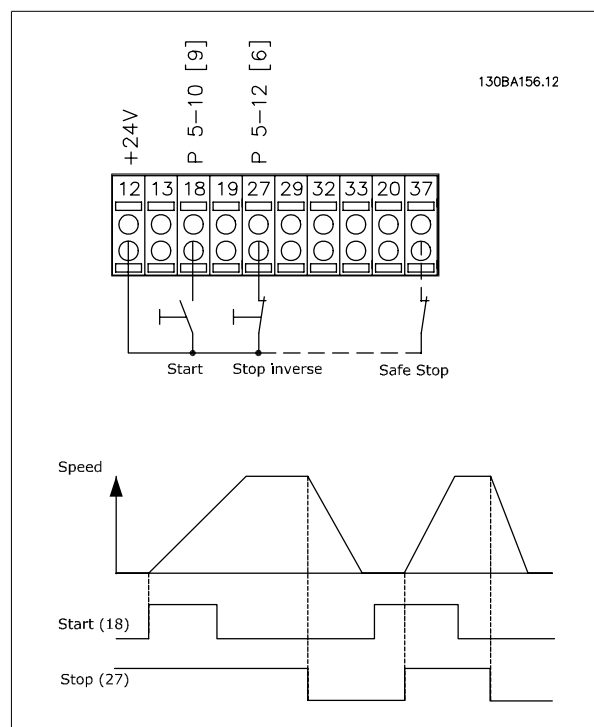 130BA156.12
+24V
P 5-10 [9]
P 5-12 [6]
12 13 18 19 27 29 32 33 20 37
Start Stop inverse Safe Stop
Speed
Start (18)
Stop (27)